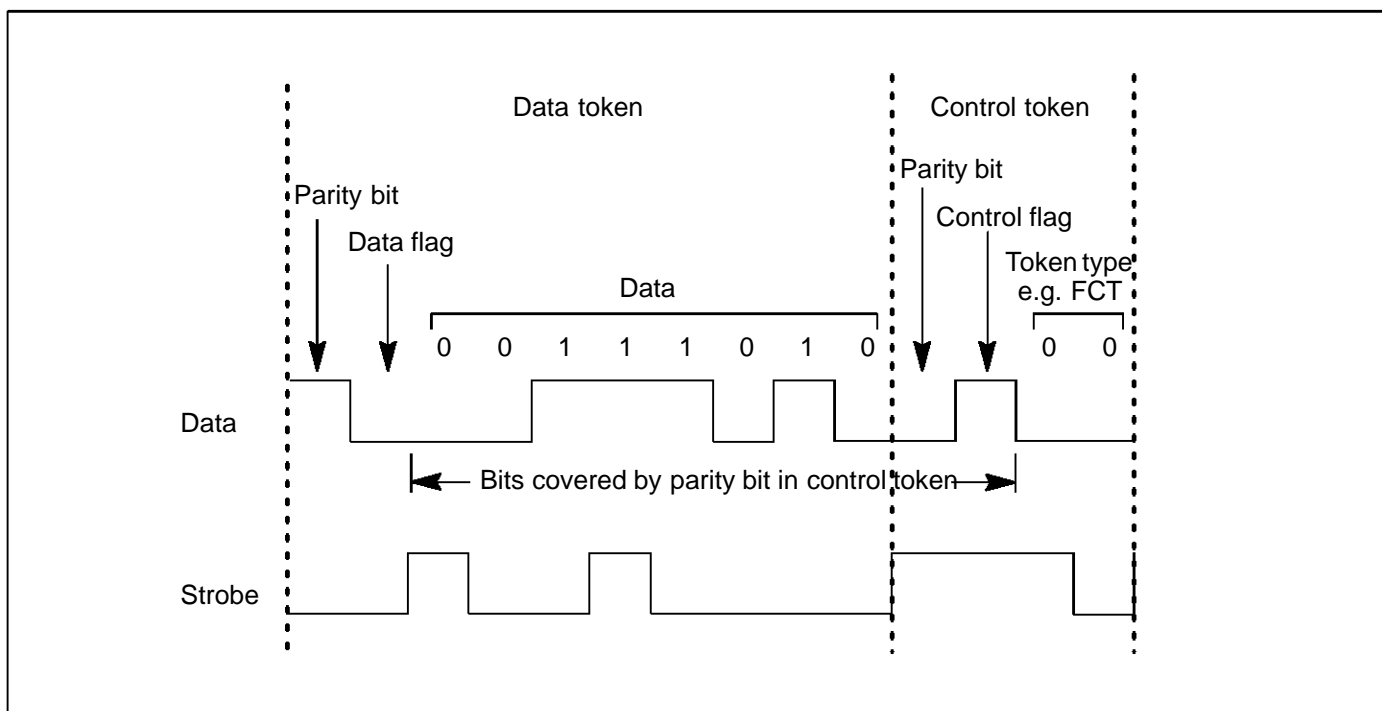 Data token
Control token
Parity bit
Parity bit
Control flag
Data flag
Token type
e.g. FCT
Data
0 0 1 1 1 0 1 0
0 0
Data
Bits covered by parity bit in control token
Strobe